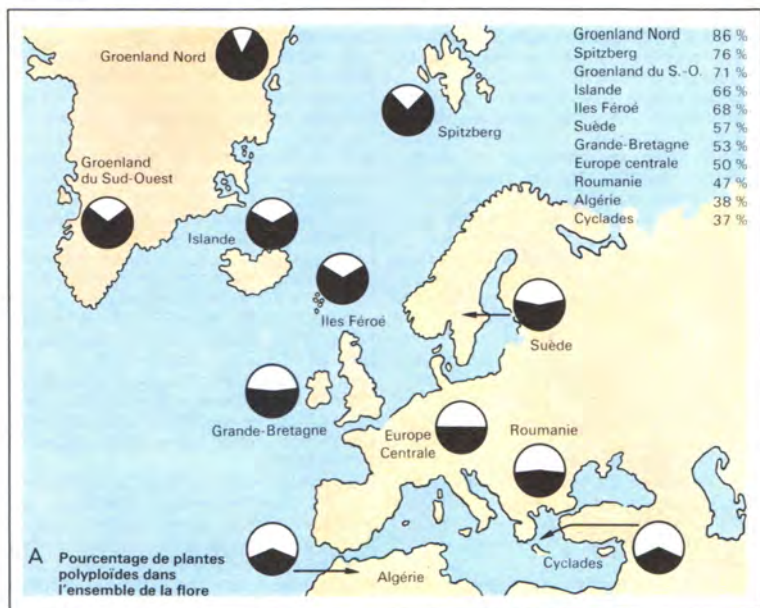 Groenland Nord 86 %
Spitzberg 76 %
Groenland du S.-O. 71 %
Islande 66 %
Iles Féroé 68 %
Suède 57 %
Grande-Bretagne 53 %
Europe centrale 50 %
Roumanie 47 %
Algérie 38 %
Cyclades 37 %
Groenland Nord
Spitzberg
Groenland
du Sud-Ouest
Islande
Iles Féroé
Suède
Grande-Bretagne
Europe
Centrale
Roumanie
A Pourcentage de plantes
polyploïdes dans
l'ensemble de la flore
Algérie
Cyclades